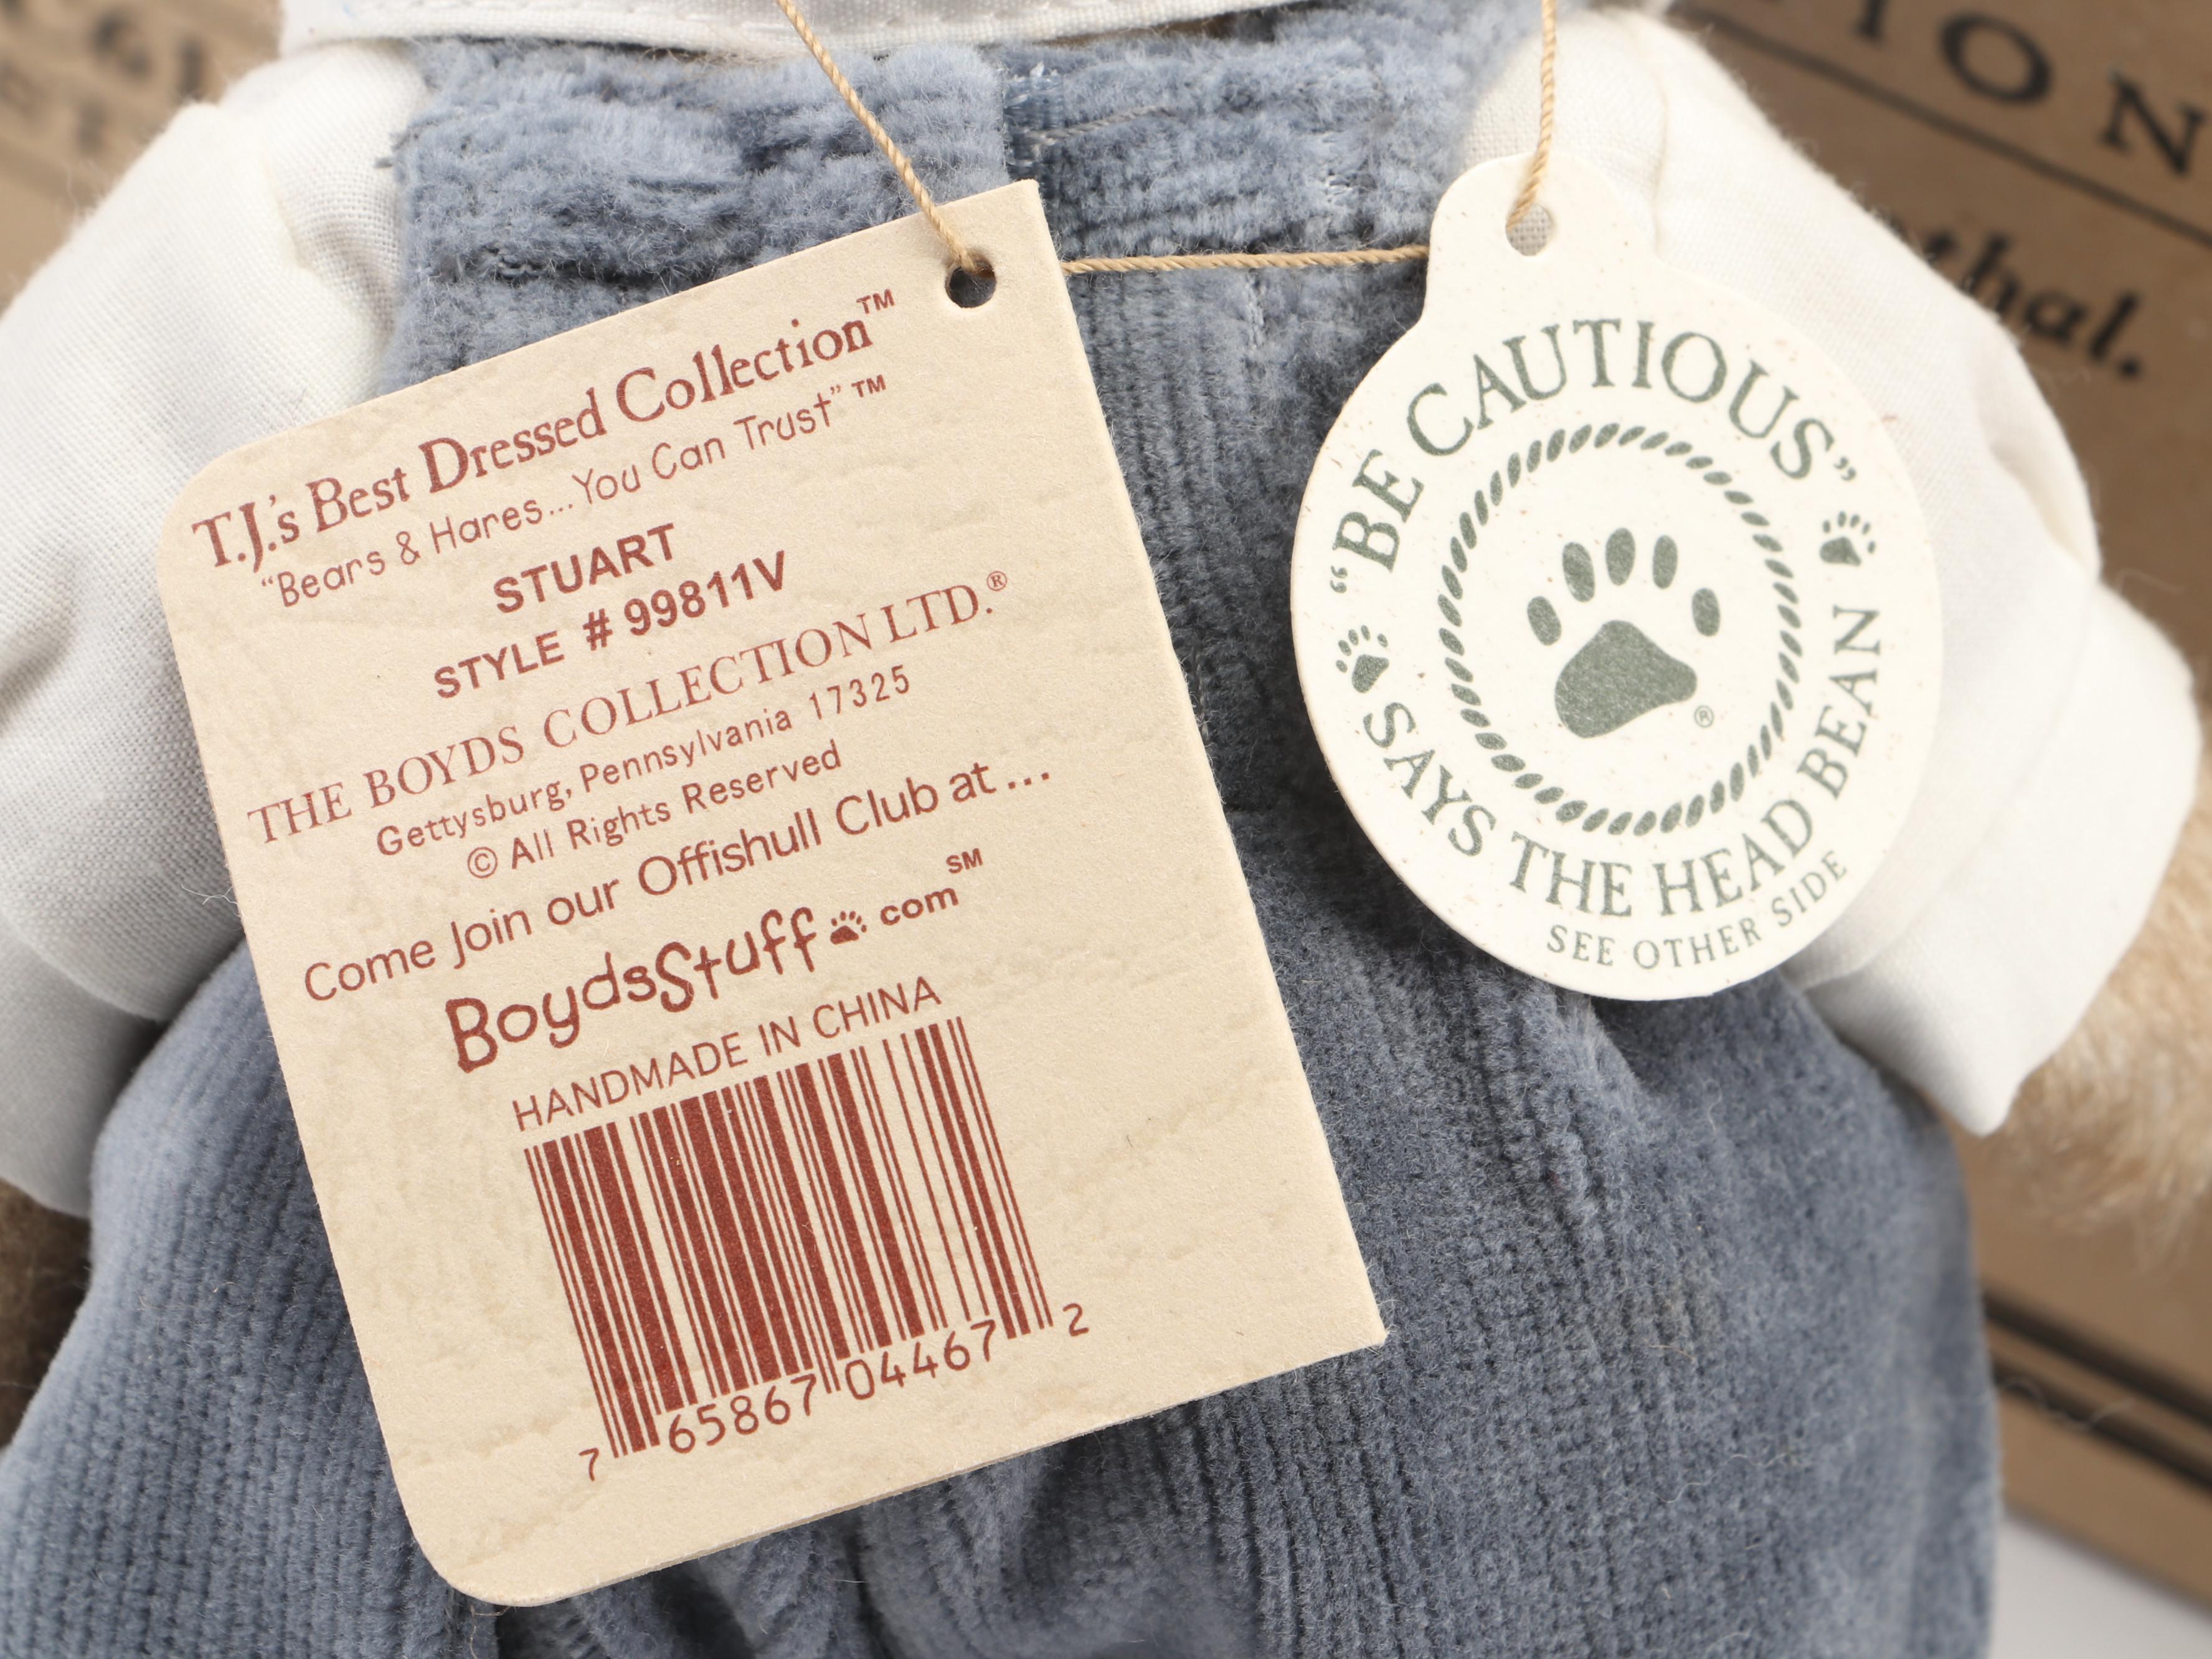 T.J.'s Best Dressed Collection™
“Bears & Hares...You Can Trust” ™
STUART
STYLE # 99811V
THE BOYDS COLLECTION LTD.®
Gettysburg, Pennsylvania 17325
© All Rights Reserved
Come Join our Offishull Club at ...
BoydsStuff com℠
HANDMADE IN CHINA
7 65867 04467 2
“BE CAUTIOUS”
SAYS THE HEAD BEAN
SEE OTHER SIDE
®